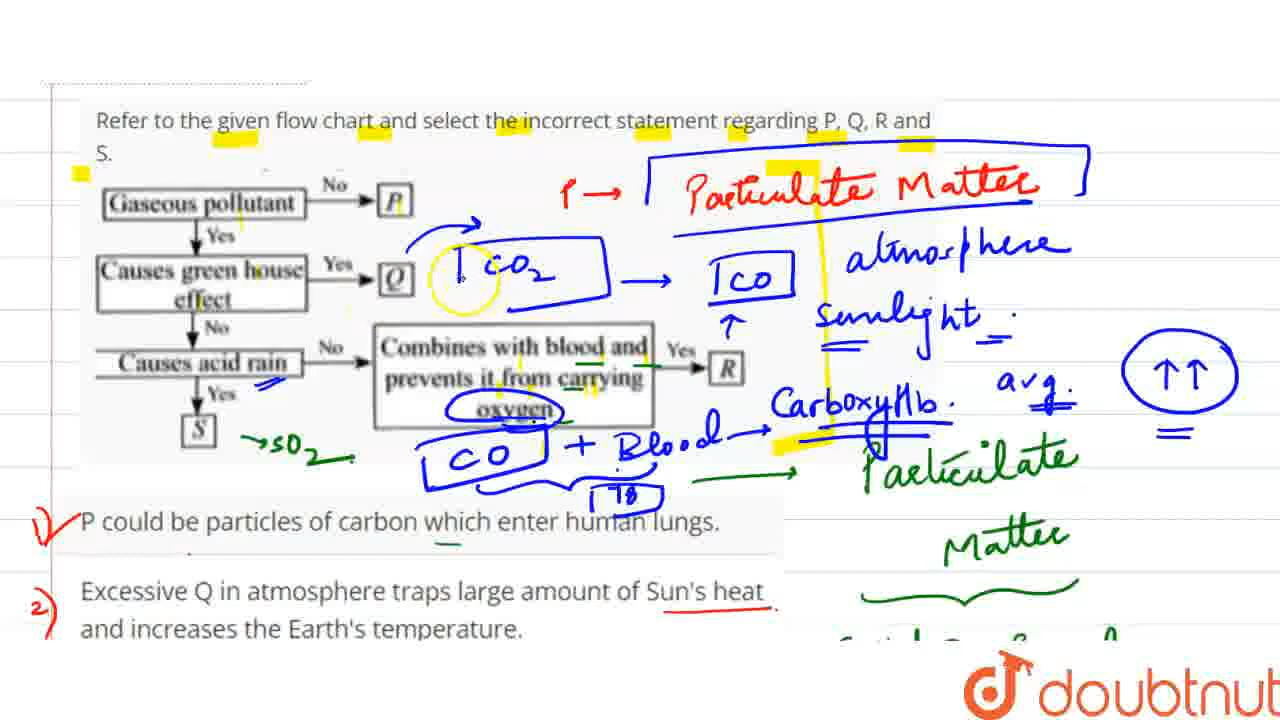 Refer to the given flow chart and select the incorrect statement regarding P, Q, R and
S.
Gaseous pollutant
No
P
P → Particulate Matter
Yes
Causes green house
effect
Yes
Q
CO2 → CO
atmosphere
↑
sunlight.
No
Causes acid rain
No
Combines with blood and
prevents it from carrying
oxygen
Yes
R
avg.
↑↑
Yes
S
→SO2
CO + Blood → CarboxyHb.
→ Particulate
Matter
1) P could be particles of carbon which enter human lungs.
2) Excessive Q in atmosphere traps large amount of Sun's heat
and increases the Earth's temperature.
doubtnut